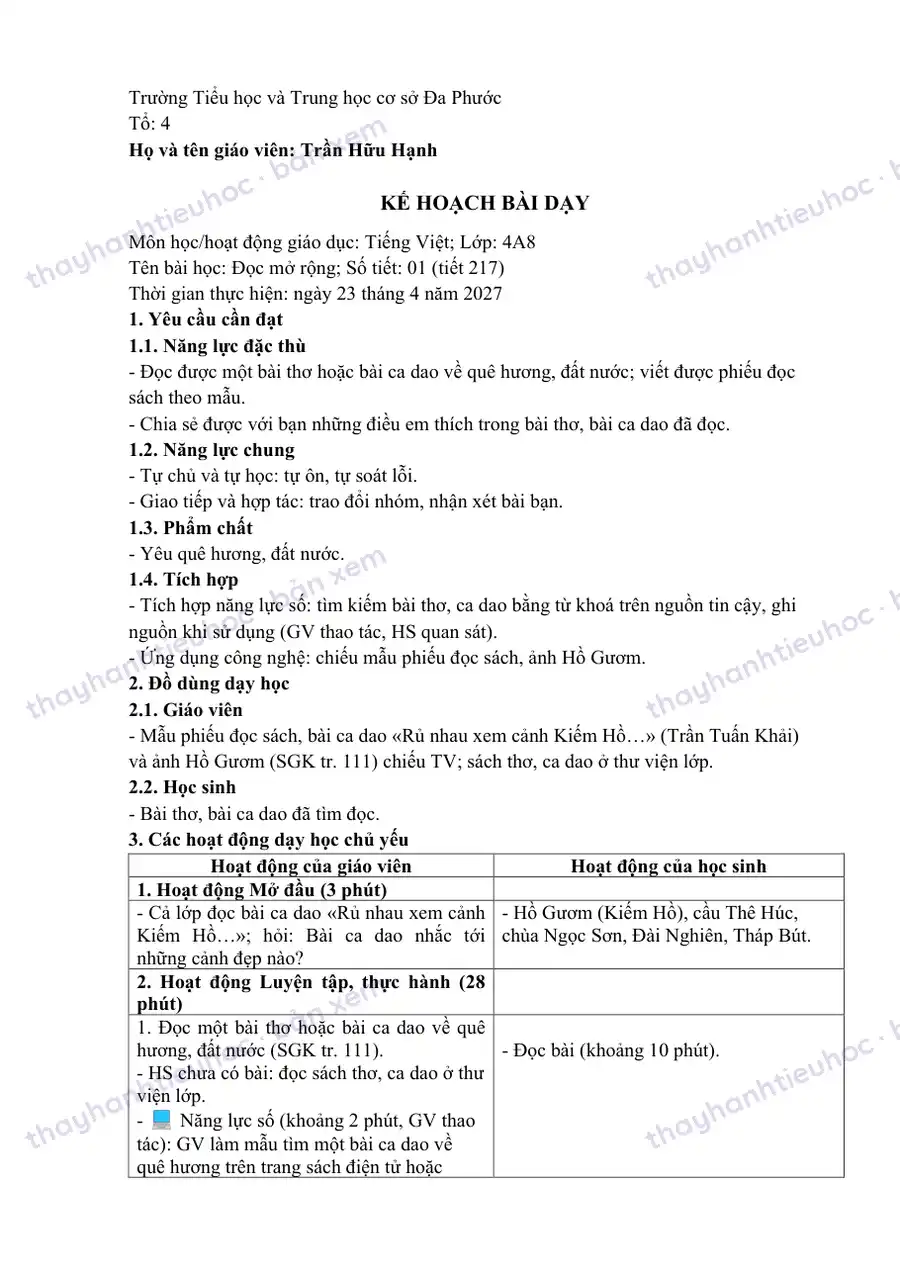 Trường Tiểu học và Trung học cơ sở Đa Phước
Tổ: 4
Họ và tên giáo viên: Trần Hữu Hạnh
KẾ HOẠCH BÀI DẠY
Môn học/hoạt động giáo dục: Tiếng Việt; Lớp: 4A8
Tên bài học: Đọc mở rộng; Số tiết: 01 (tiết 217)
Thời gian thực hiện: ngày 23 tháng 4 năm 2027
1. Yêu cầu cần đạt
1.1. Năng lực đặc thù
- Đọc được một bài thơ hoặc bài ca dao về quê hương, đất nước; viết được phiếu đọc
sách theo mẫu.
- Chia sẻ được với bạn những điều em thích trong bài thơ, bài ca dao đã đọc.
1.2. Năng lực chung
- Tự chủ và tự học: tự ôn, tự soát lỗi.
- Giao tiếp và hợp tác: trao đổi nhóm, nhận xét bài bạn.
1.3. Phẩm chất
- Yêu quê hương, đất nước.
1.4. Tích hợp
- Tích hợp năng lực số: tìm kiếm bài thơ, ca dao bằng từ khoá trên nguồn tin cậy, ghi
nguồn khi sử dụng (GV thao tác, HS quan sát).
- Ứng dụng công nghệ: chiếu mẫu phiếu đọc sách, ảnh Hồ Gươm.
2. Đồ dùng dạy học
2.1. Giáo viên
- Mẫu phiếu đọc sách, bài ca dao «Rủ nhau xem cảnh Kiếm Hồ…» (Trần Tuấn Khải)
và ảnh Hồ Gươm (SGK tr. 111) chiếu TV; sách thơ, ca dao ở thư viện lớp.
2.2. Học sinh
- Bài thơ, bài ca dao đã tìm đọc.
3. Các hoạt động dạy học chủ yếu
Hoạt động của giáo viên
Hoạt động của học sinh
1. Hoạt động Mở đầu (3 phút)
- Cả lớp đọc bài ca dao «Rủ nhau xem cảnh
Kiếm Hồ…»; hỏi: Bài ca dao nhắc tới
những cảnh đẹp nào?
- Hồ Gươm (Kiếm Hồ), cầu Thê Húc,
chùa Ngọc Sơn, Đài Nghiên, Tháp Bút.
2. Hoạt động Luyện tập, thực hành (28
phút)
1. Đọc một bài thơ hoặc bài ca dao về quê
hương, đất nước (SGK tr. 111).
- HS chưa có bài: đọc sách thơ, ca dao ở thư
viện lớp.
- Năng lực số (khoảng 2 phút, GV thao
tác): GV làm mẫu tìm một bài ca dao về
quê hương trên trang sách điện tử hoặc
- Đọc bài (khoảng 10 phút).
thayhanhtieuhoc · bản xem
thayhanhtieuhoc · b
thayhanhtieuhoc · bản xem
thayhanhtieuhoc · b
thayhanhtieuhoc · bản xem
thayhanhtieuhoc · b